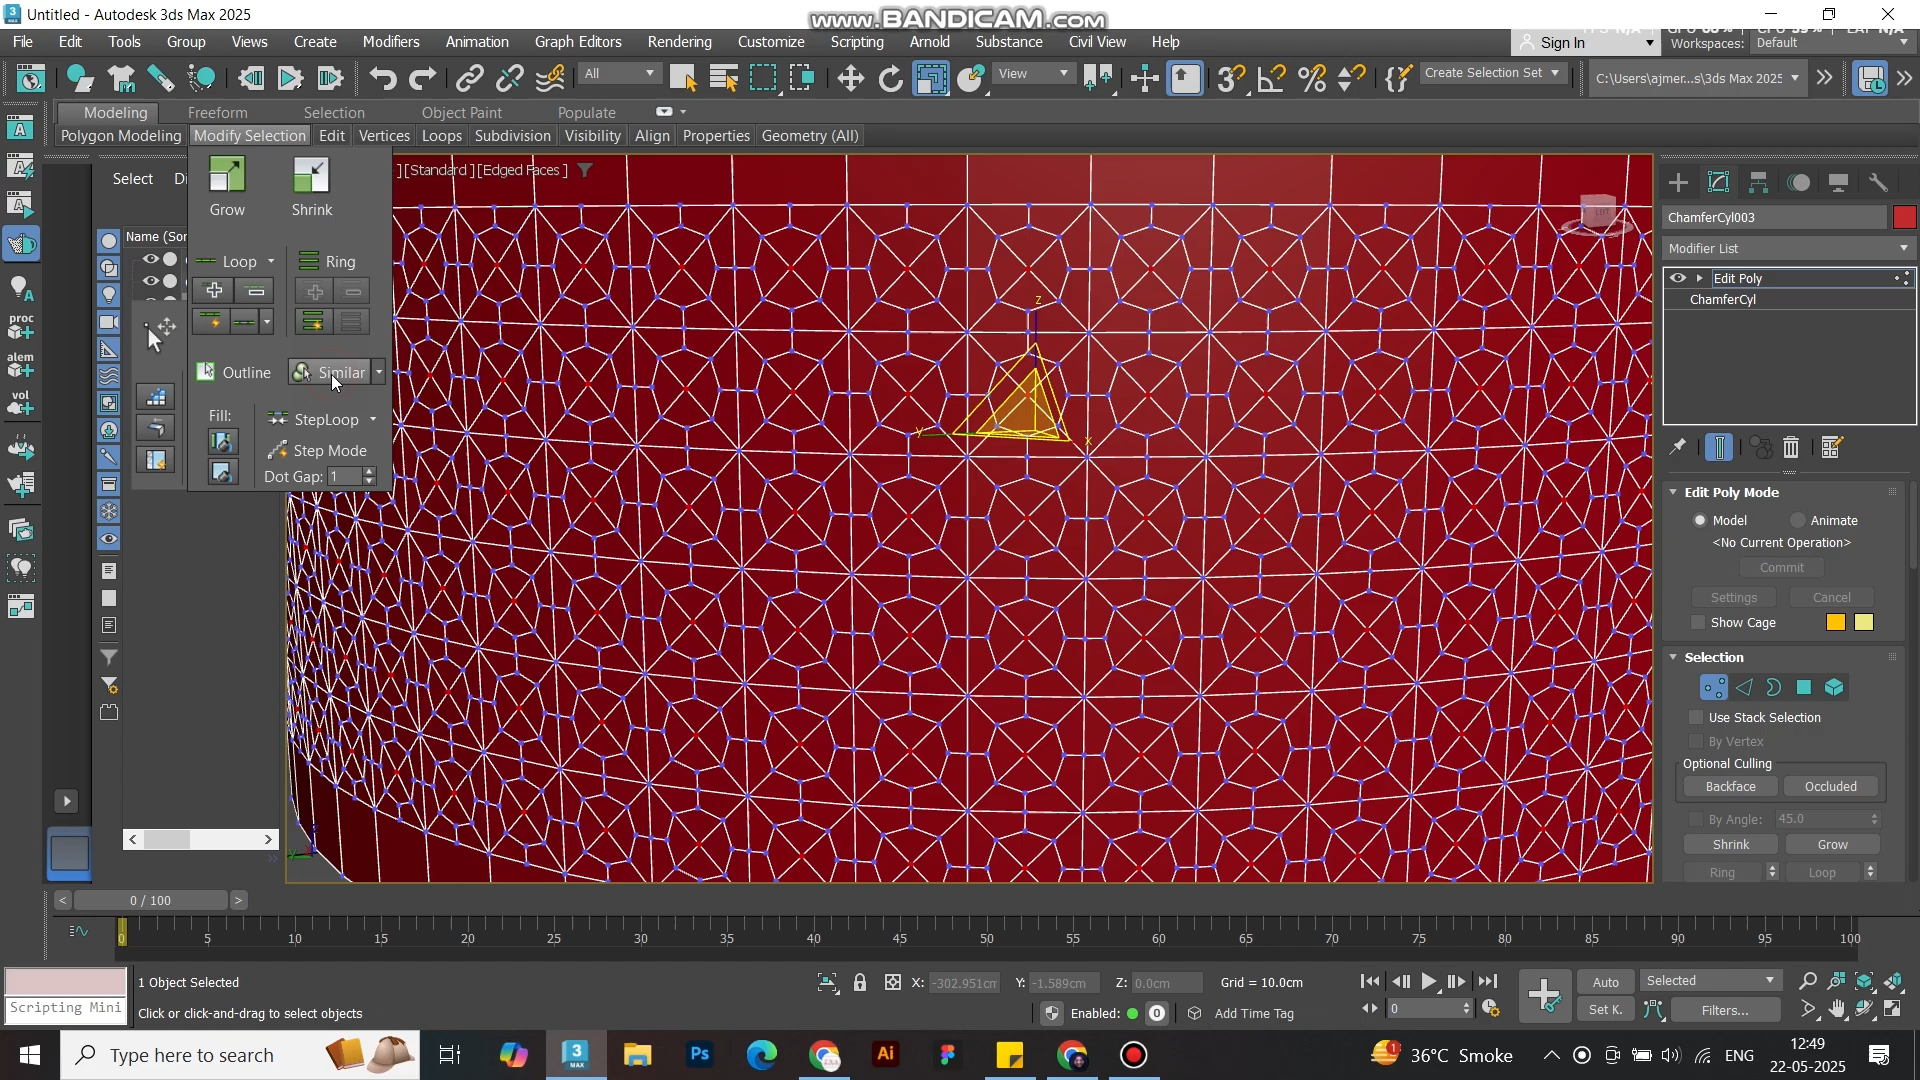 Untitled - Autodesk 3ds Max 2025
www.BANDICAM.com
File Edit Tools Group Views Create Modifiers Animation Graph Editors Rendering Customize Scripting Arnold Substance Civil View Help
Sign In
Workspaces: Default
All
View
Create Selection Set
C:\Users\ajmer...s\3ds Max 2025
Modeling Freeform Selection Object Paint Populate
Polygon Modeling Modify Selection Edit Vertices Loops Subdivision Visibility Align Properties Geometry (All)
Select
Grow Shrink
] [Standard ] [Edged Faces ]
Name (Sor
Loop Ring
Outline Similar
Fill: StepLoop
Step Mode
Dot Gap: 1
proc
alem
vol
z
y
x
LEFT
ChamferCyl003
Modifier List
Edit Poly
ChamferCyl
Edit Poly Mode
Model Animate
<No Current Operation>
Commit
Settings Cancel
Show Cage
Selection
Use Stack Selection
By Vertex
Optional Culling
Backface Occluded
By Angle: 45.0
Shrink Grow
Ring Loop
0 / 100
0 5 10 15 20 25 30 35 40 45 50 55 60 65 70 75 80 85 90 95 100
1 Object Selected
X: -302.951cm Y: -1.589cm Z: 0.0cm Grid = 10.0cm
Auto Selected
Scripting Mini
Click or click-and-drag to select objects
Enabled: 0 Add Time Tag
0
Set K. Filters...
Type here to search
36°C Smoke
ENG
12:49
22-05-2025